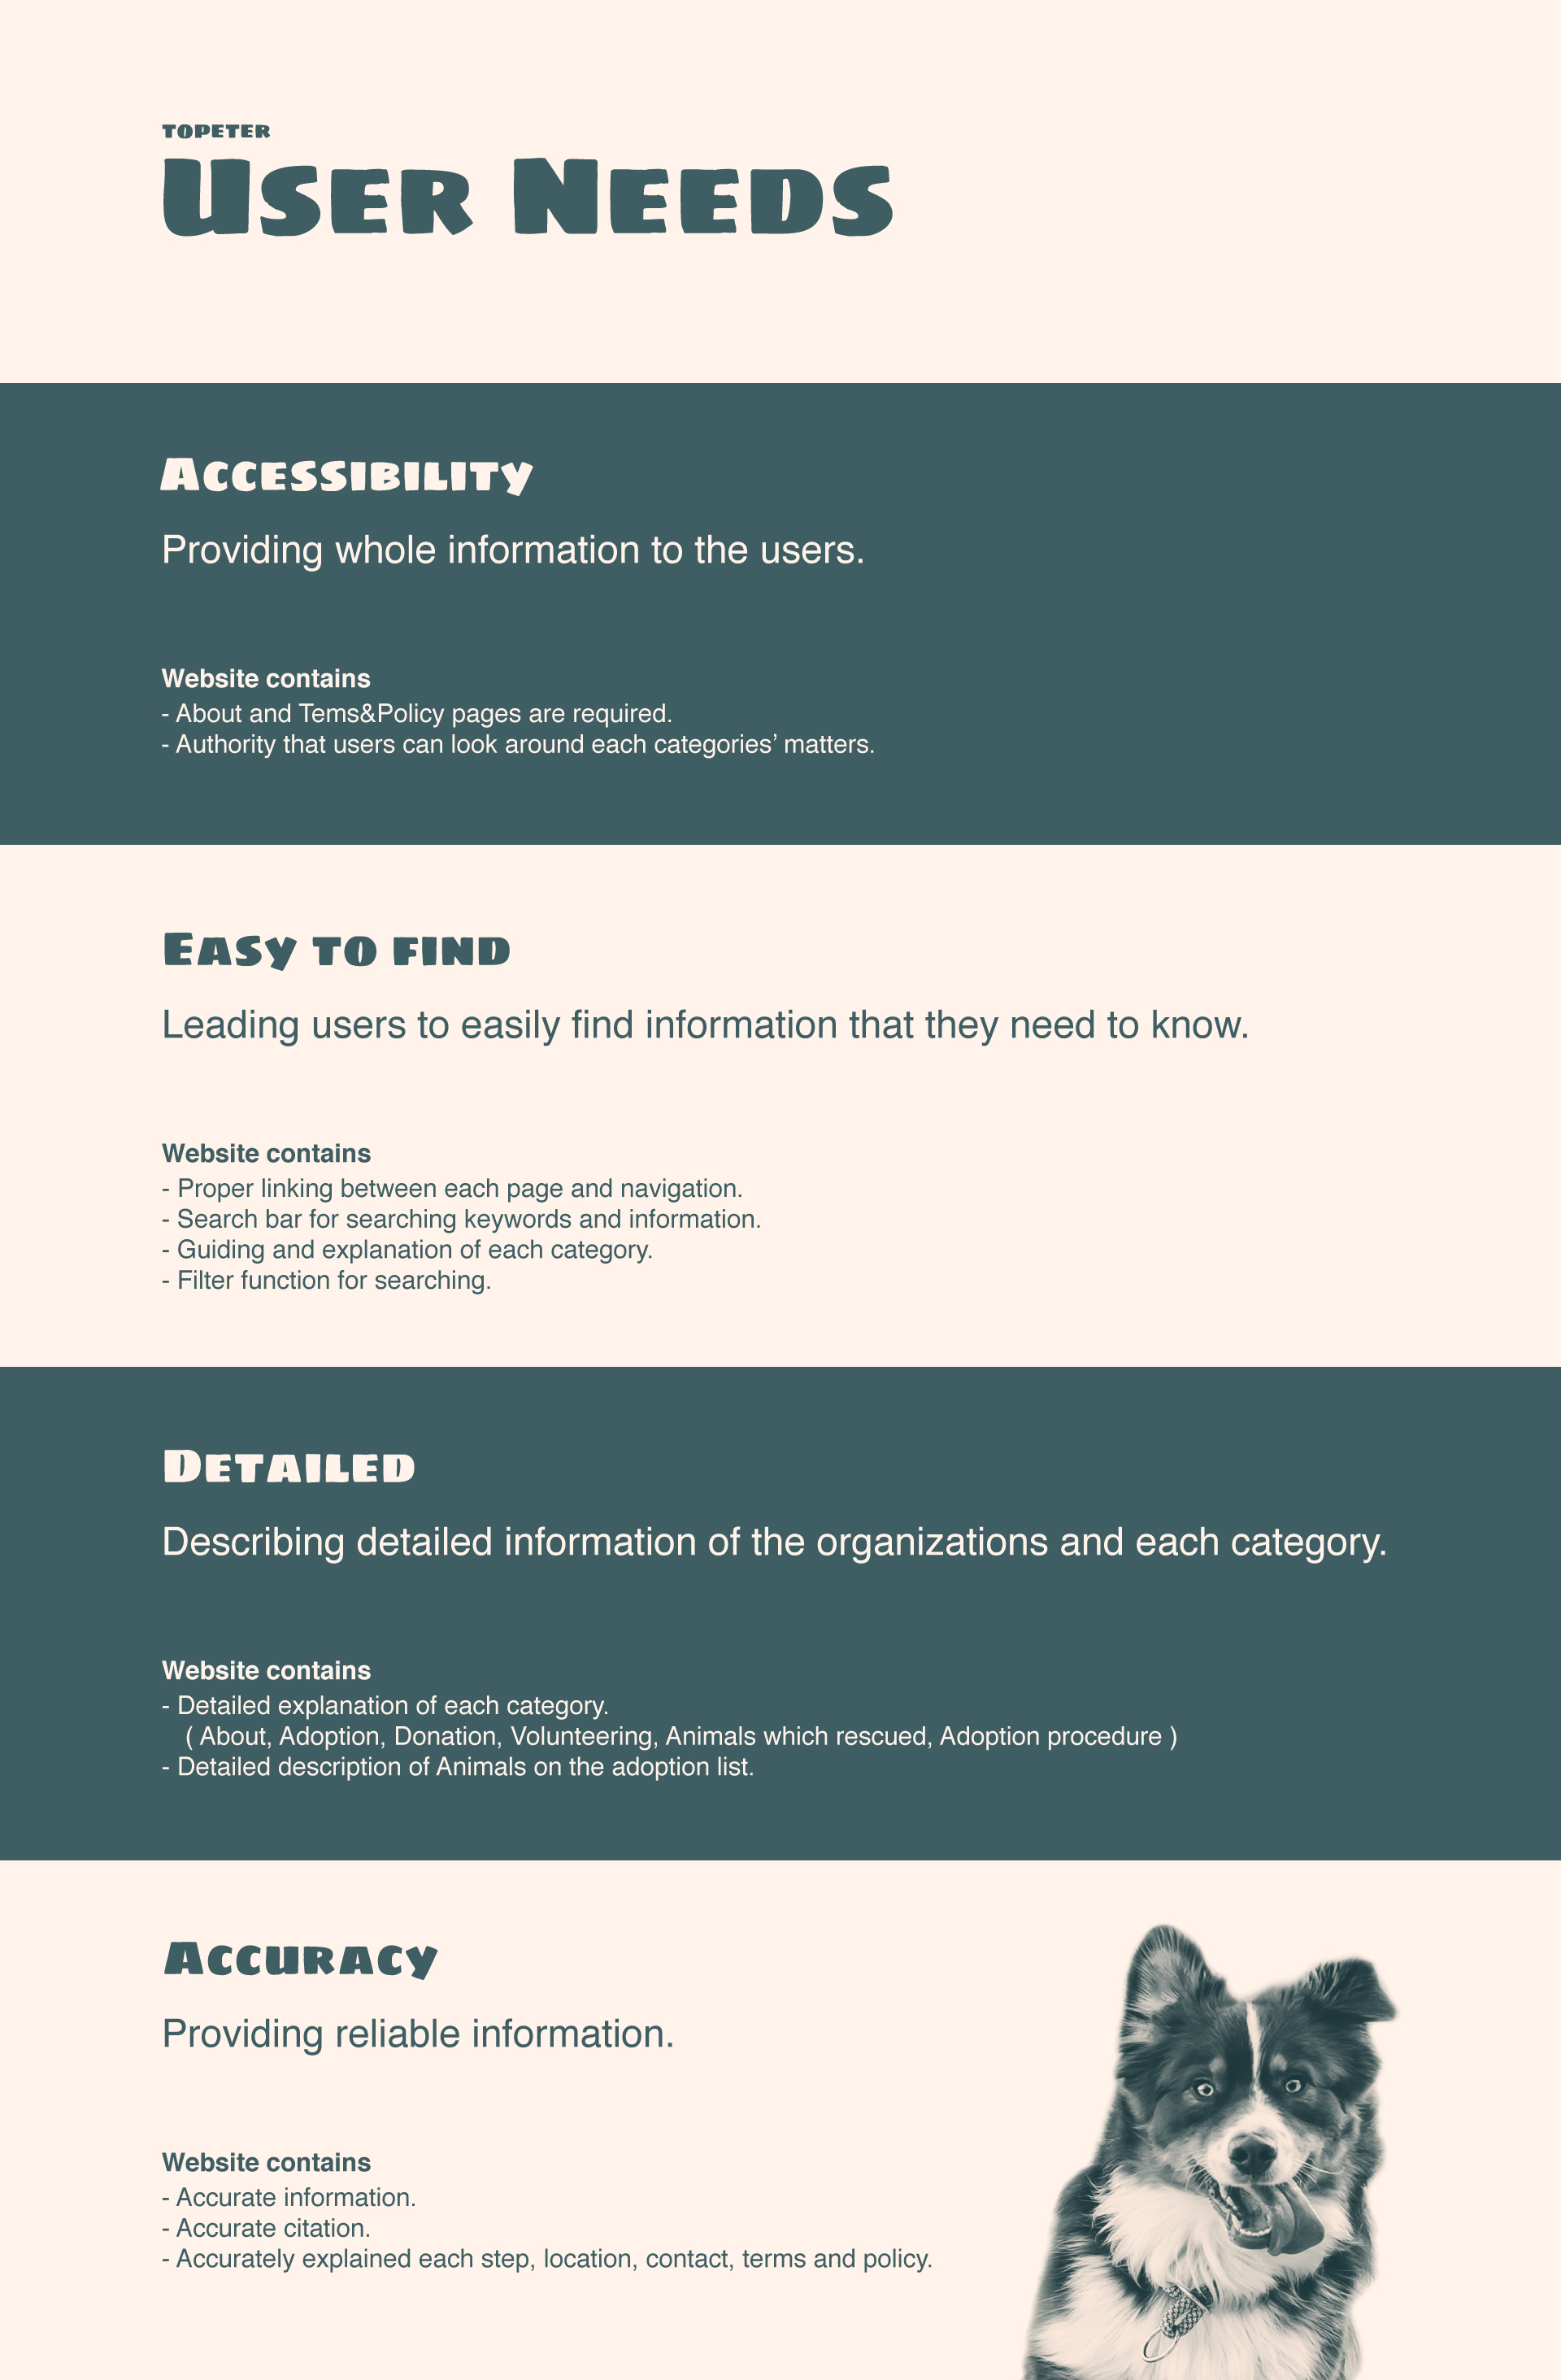 TOPETER
USER NEEDS
ACCESSIBILITY
Providing whole information to the users.
Website contains
- About and Tems&Policy pages are required.
- Authority that users can look around each categories’ matters.
EASY TO FIND
Leading users to easily find information that they need to know.
Website contains
- Proper linking between each page and navigation.
- Search bar for searching keywords and information.
- Guiding and explanation of each category.
- Filter function for searching.
DETAILED
Describing detailed information of the organizations and each category.
Website contains
- Detailed explanation of each category.
( About, Adoption, Donation, Volunteering, Animals which rescued, Adoption procedure )
- Detailed description of Animals on the adoption list.
ACCURACY
Providing reliable information.
Website contains
- Accurate information.
- Accurate citation.
- Accurately explained each step, location, contact, terms and policy.